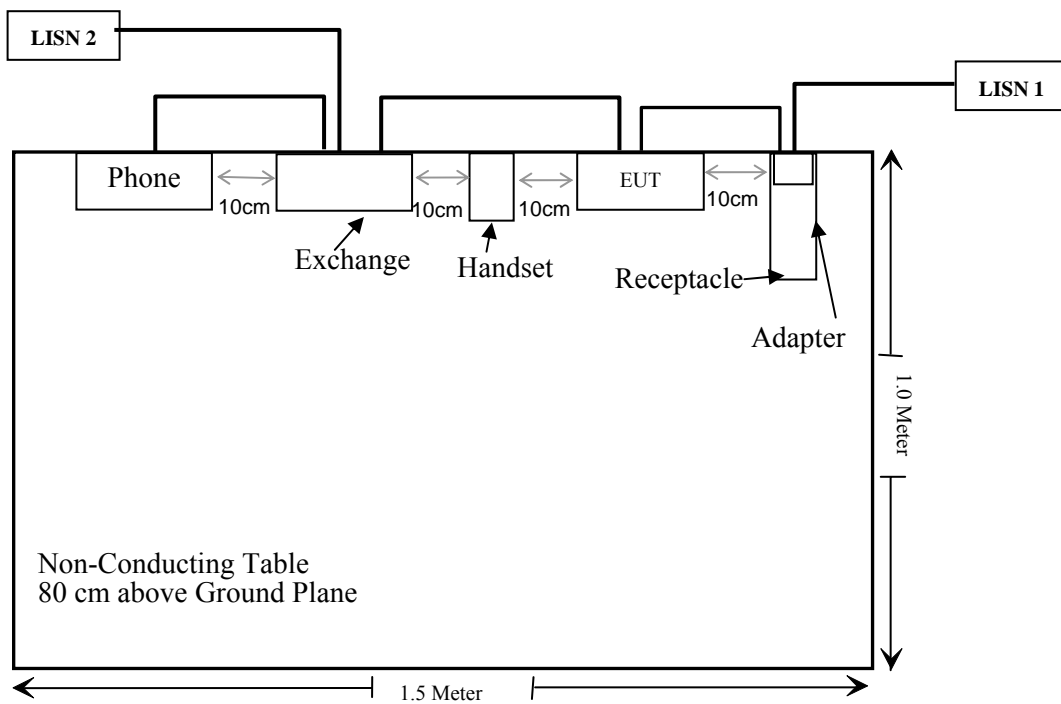 LISN 2
LISN 1
Phone
EUT
10cm
10cm
10cm
10cm
Exchange
Handset
Receptacle
Adapter
1.0 Meter
Non-Conducting Table
80 cm above Ground Plane
1.5 Meter